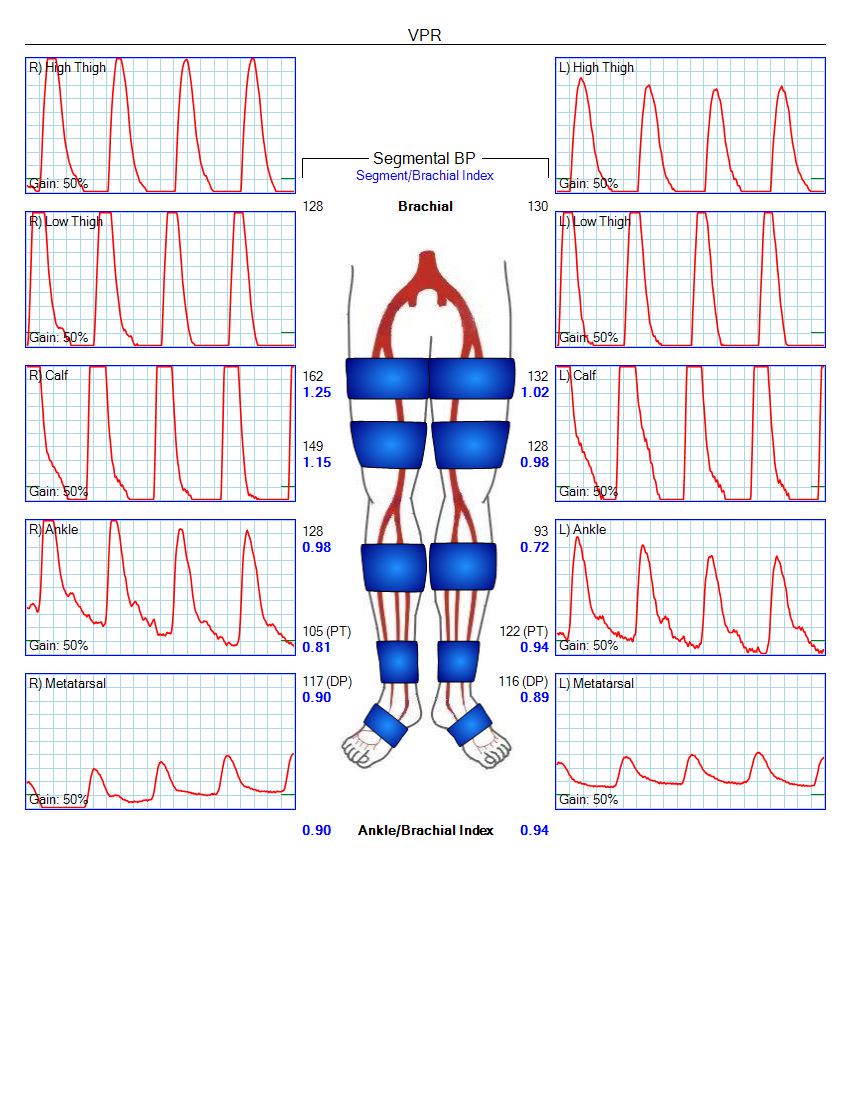 VPR
R) High Thigh
Gain: 50%
L) High Thigh
Gain: 50%
Segmental BP
Segment/Brachial Index
128 Brachial 130
R) Low Thigh
Gain: 50%
L) Low Thigh
Gain: 50%
R) Calf
Gain: 50%
162
1.25
132
1.02
L) Calf
Gain: 50%
149
1.15
128
0.98
R) Ankle
Gain: 50%
128
0.98
93
0.72
L) Ankle
Gain: 50%
105 (PT)
0.81
122 (PT)
0.94
R) Metatarsal
Gain: 50%
117 (DP)
0.90
116 (DP)
0.89
L) Metatarsal
Gain: 50%
0.90 Ankle/Brachial Index 0.94